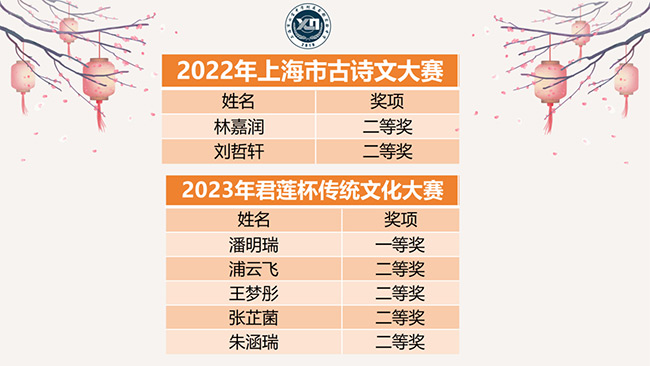 2022年上海市古诗文大赛
姓名 奖项
林嘉润 二等奖
刘哲轩 二等奖
2023年君莲杯传统文化大赛
姓名 奖项
潘明瑞 一等奖
浦云飞 二等奖
王梦彤 二等奖
张芷菌 二等奖
朱涵瑞 二等奖